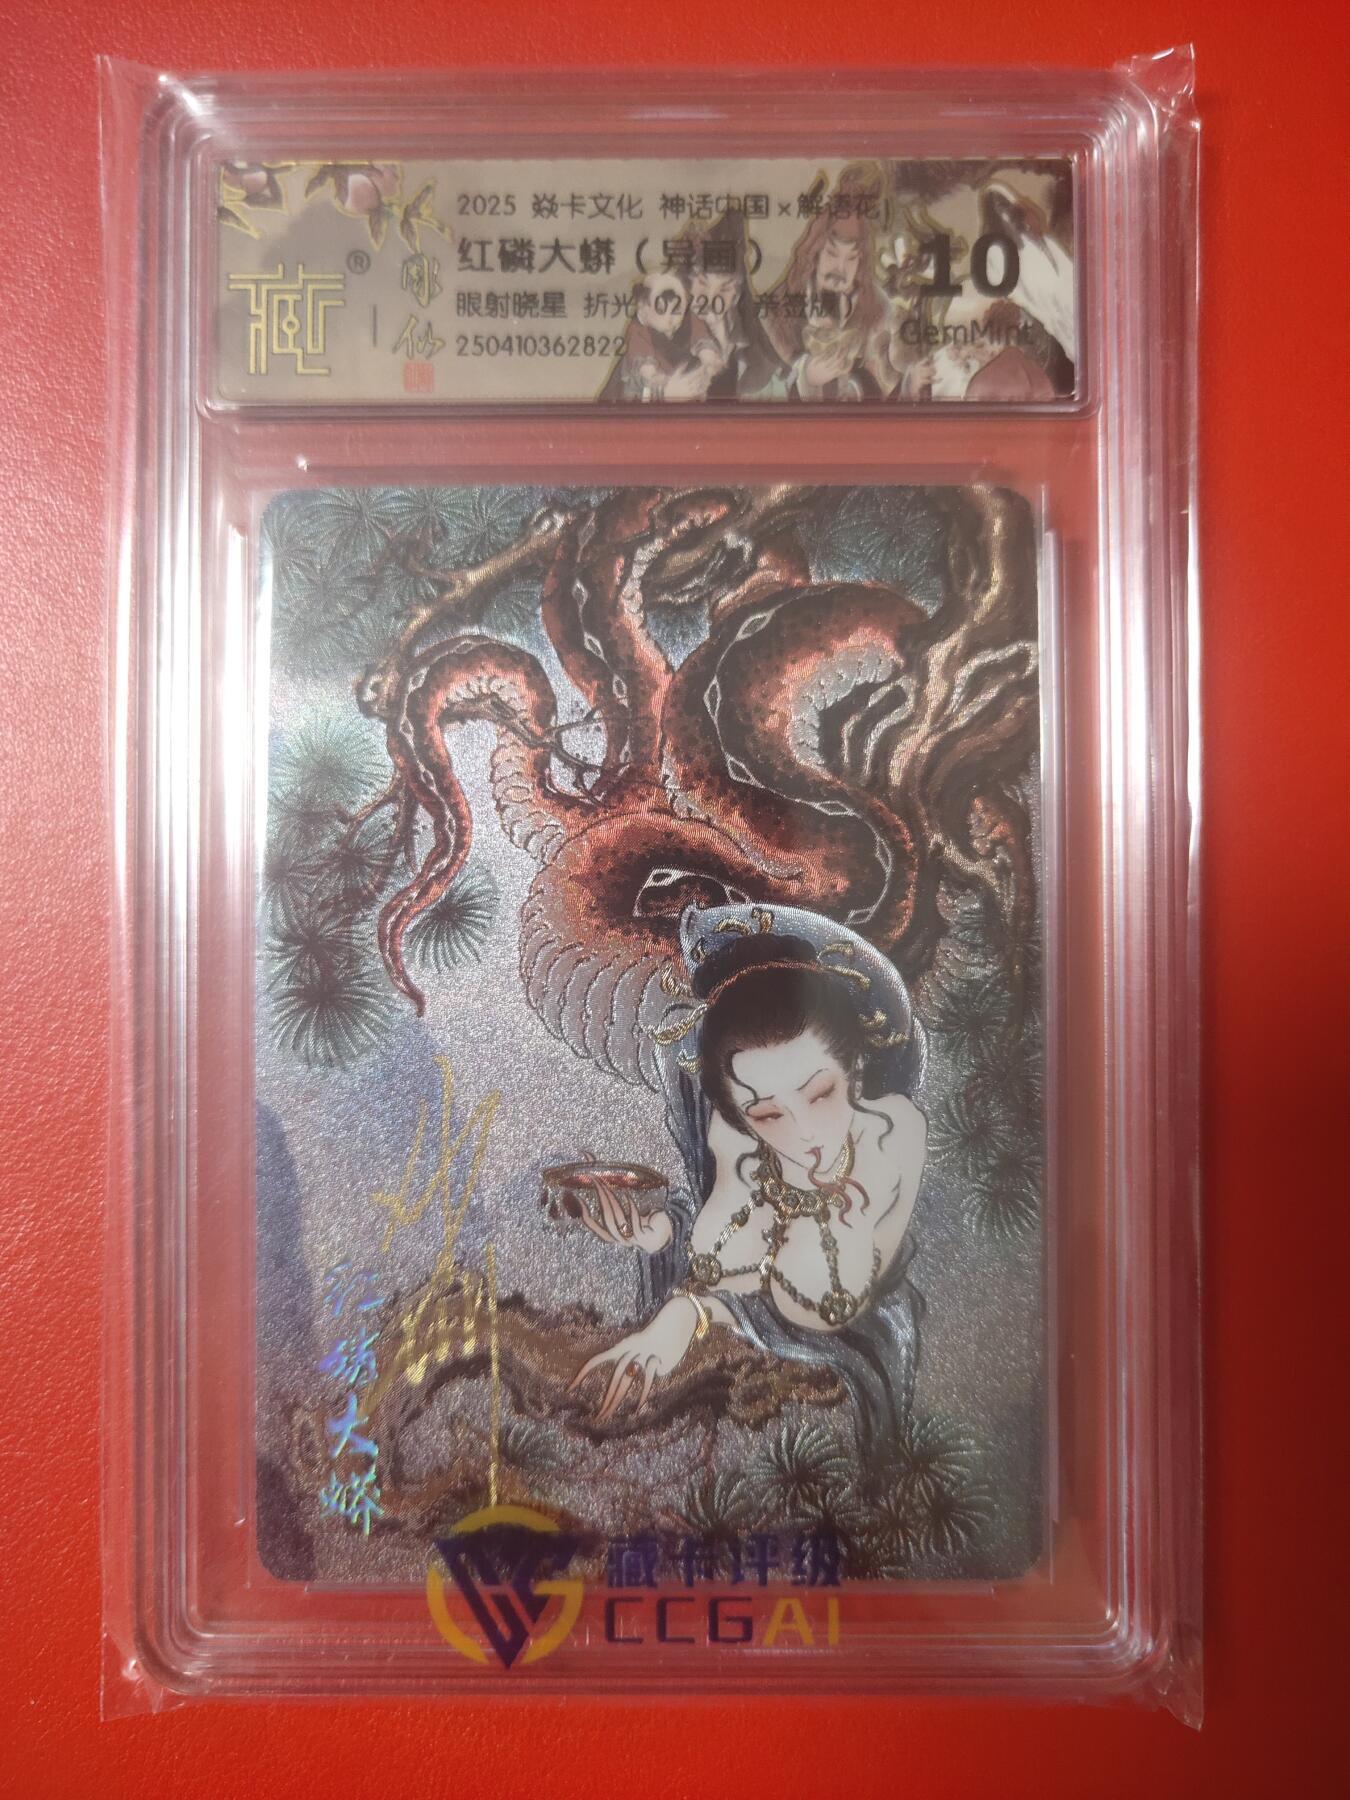 2025 焱卡文化 神话中国×解语花
红磷大蟒（异画）
眼射晓星 折光 02/20（亲签版）
250410362822
10
GemMint
藏
®
红磷大蟒
藏卡评级
CCGAI